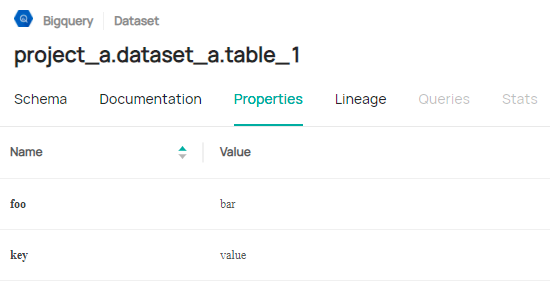 Bigquery Dataset
project_a.dataset_a.table_1
Schema Documentation Properties Lineage Queries Stats
Name Value
foo bar
key value